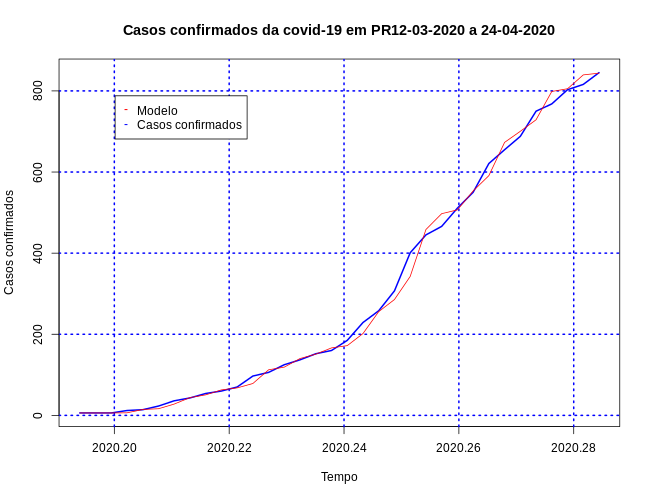 Casos confirmados da covid-19 em PR12-03-2020 a 24-04-2020
Casos confirmados
800
600
400
200
0
- Modelo
- Casos confirmados
2020.20 2020.22 2020.24 2020.26 2020.28
Tempo